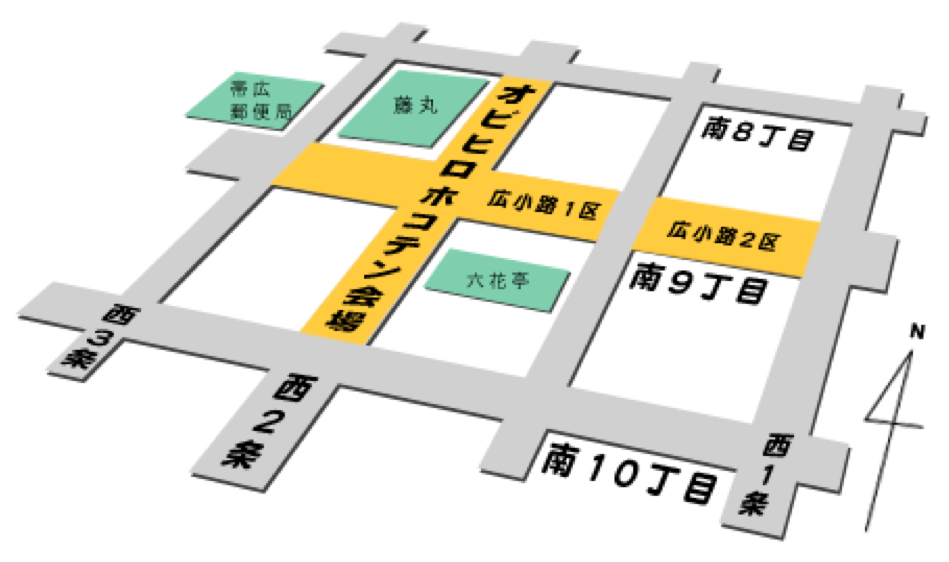 帯広
郵便局
藤丸
オビヒロホコテン会場
南8丁目
広小路1区
広小路2区
六花亭
南9丁目
N
西3条
西2条
西1条
南10丁目